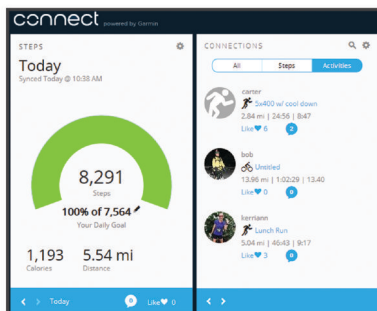 connect powered by Garmin
STEPS
Today
Synced Today @ 10:38 AM
8,291
Steps
100% of 7,564
Your Daily Goal
1,193
Calories
5.54 mi
Distance
Today
0
Like 0
CONNECTIONS
All Steps Activities
carter
5x400 w/ cool down
2.84 mi | 24:56 | 8:47
Like 6 2
bob
Untitled
13.96 mi | 1:02:29 | 13.40
Like 0 0
kerriann
Lunch Run
5.04 mi | 46:43 | 9:17
Like 3 0